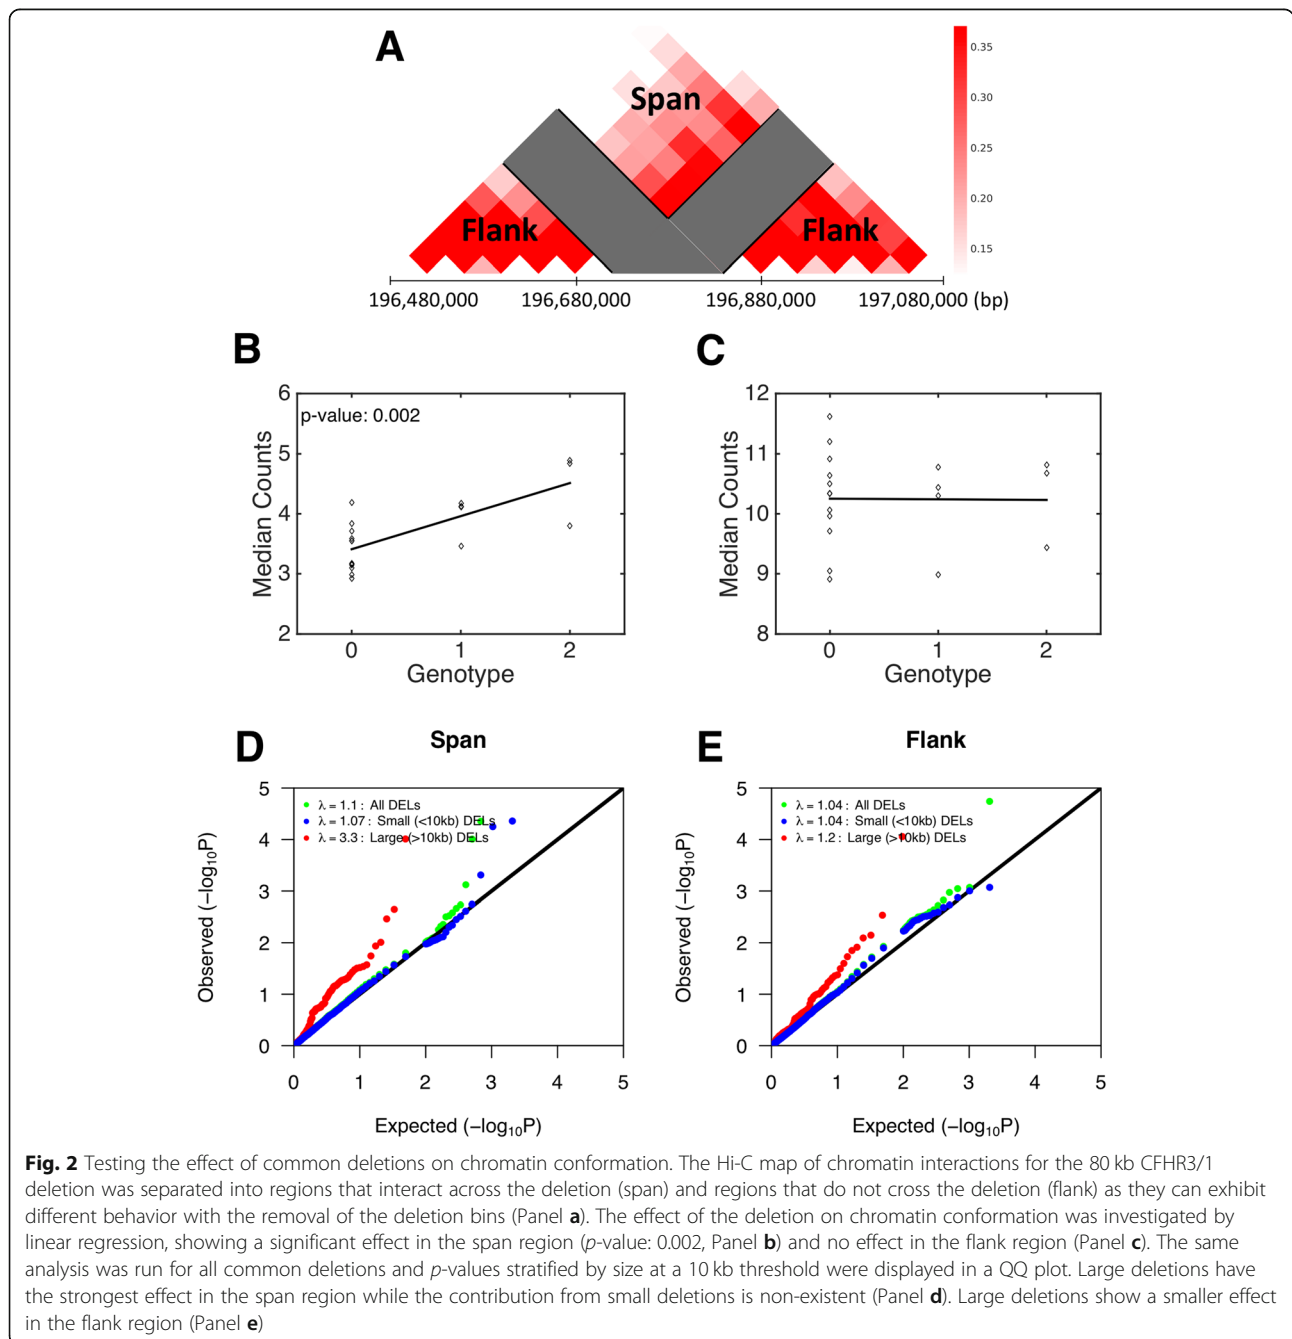 A
Span
Flank
Flank
0.35
0.30
0.25
0.20
0.15
196,480,000 196,680,000 196,880,000 197,080,000 (bp)
B
p-value: 0.002
6
5
4
3
2
Median Counts
0 1 2
Genotype
C
12
11
10
9
8
Median Counts
0 1 2
Genotype
D
Span
λ = 1.1 : All DELs
λ = 1.07 : Small (<10kb) DELs
λ = 3.3 : Large (>10kb) DELs
5
4
3
2
1
0
Observed (−log10P)
0 1 2 3 4 5
Expected (−log10P)
E
Flank
λ = 1.04 : All DELs
λ = 1.04 : Small (<10kb) DELs
λ = 1.2 : Large (>10kb) DELs
5
4
3
2
1
0
Observed (−log10P)
0 1 2 3 4 5
Expected (−log10P)
Fig. 2 Testing the effect of common deletions on chromatin conformation. The Hi-C map of chromatin interactions for the 80 kb CFHR3/1
deletion was separated into regions that interact across the deletion (span) and regions that do not cross the deletion (flank) as they can exhibit
different behavior with the removal of the deletion bins (Panel a). The effect of the deletion on chromatin conformation was investigated by
linear regression, showing a significant effect in the span region (p-value: 0.002, Panel b) and no effect in the flank region (Panel c). The same
analysis was run for all common deletions and p-values stratified by size at a 10 kb threshold were displayed in a QQ plot. Large deletions have
the strongest effect in the span region while the contribution from small deletions is non-existent (Panel d). Large deletions show a smaller effect
in the flank region (Panel e)